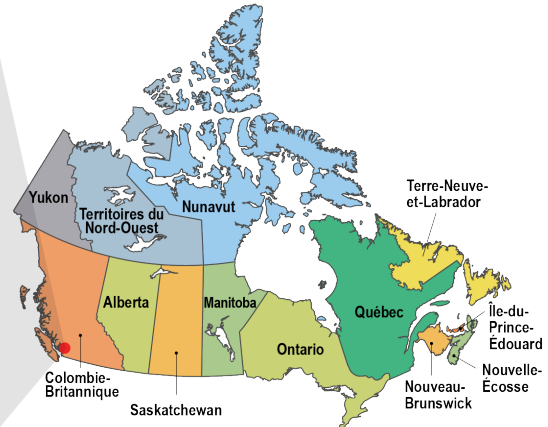 Yukon
Territoires du
Nord-Ouest
Nunavut
Terre-Neuve-
et-Labrador
Alberta
Manitoba
Québec
Ontario
Île-du-
Prince-
Édouard
Colombie-
Britannique
Saskatchewan
Nouveau-
Brunswick
Nouvelle-
Écosse